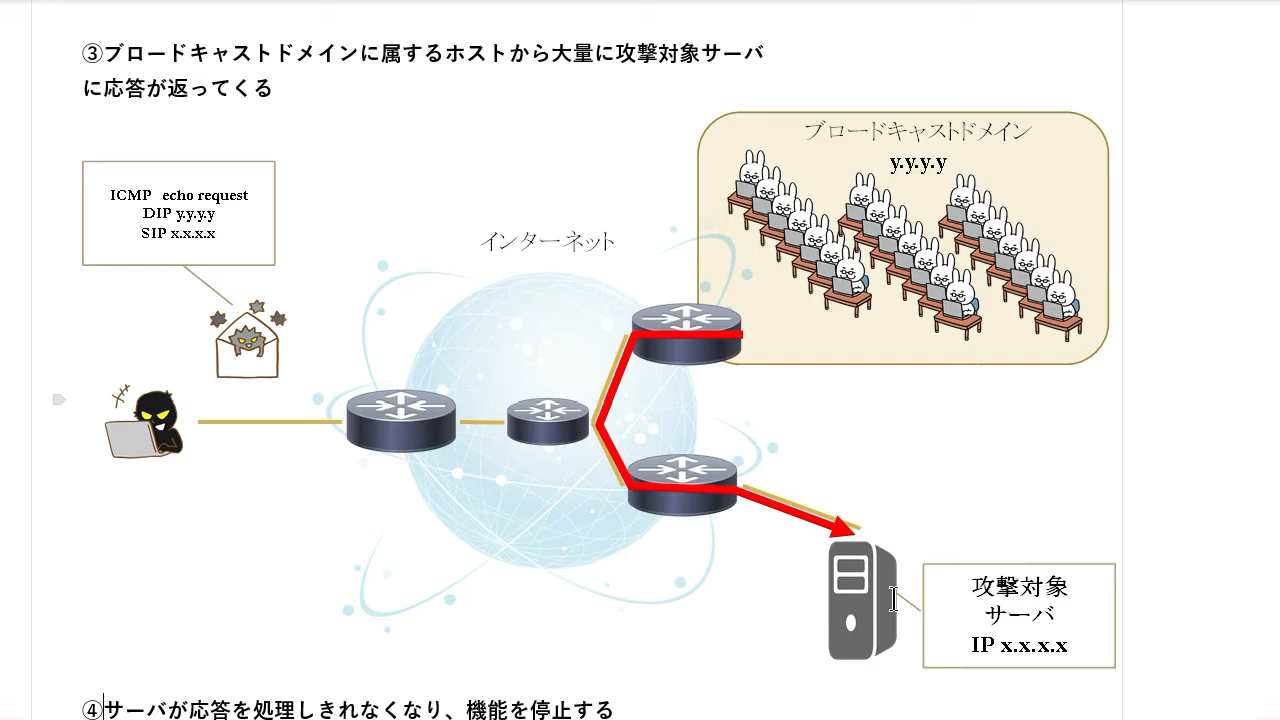 ③ブロードキャストドメインに属するホストから大量に攻撃対象サーバ
に応答が返ってくる
ブロードキャストドメイン
y.y.y.y
ICMP echo request
DIP y.y.y.y
SIP x.x.x.x
インターネット
攻撃対象
サーバ
IP x.x.x.x
④サーバが応答を処理しきれなくなり、機能を停止する